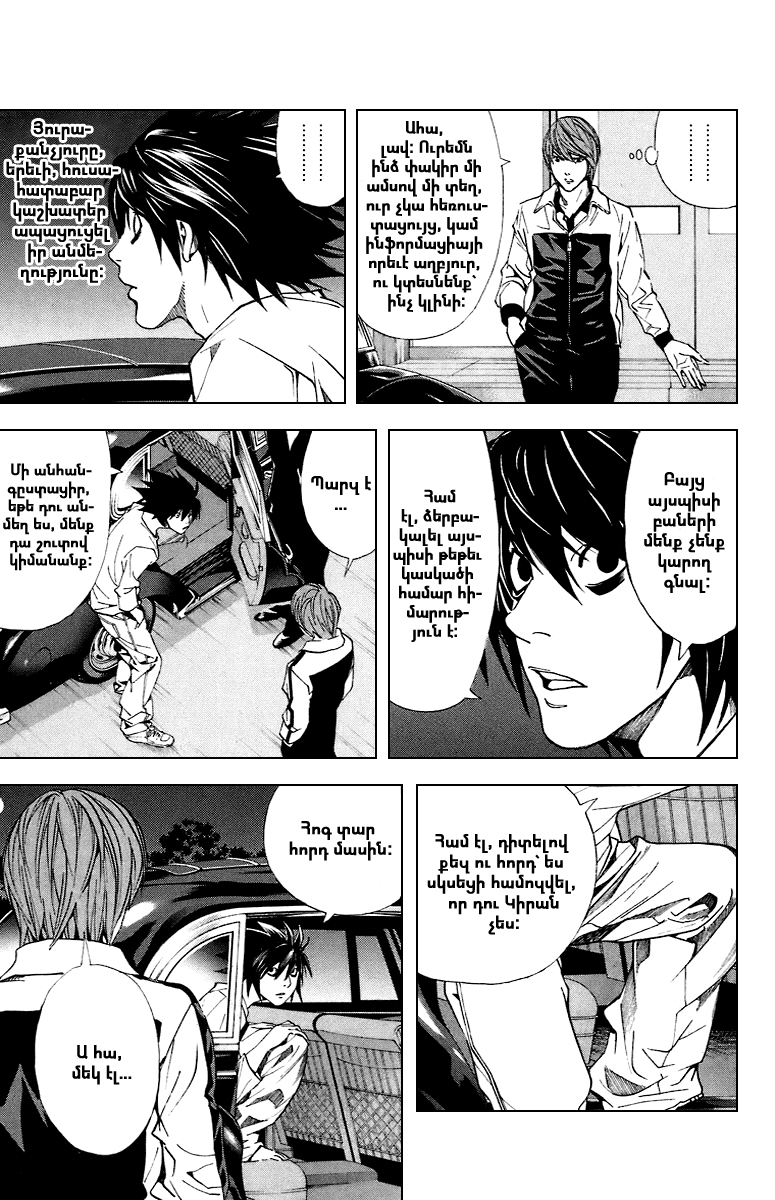 Ահա,
լավ: Ուրեմն
ինձ փակիր մի
ամսով մի տեղ,
ուր չկա հեռուս-
տացույց, կամ
ինֆորմացիայի
որեւէ աղբյուր,
ու կտեսնենք՝
ինչ կլինի:
Յուրա-
քանչյուրը,
երեւի, հուսա-
հատաբար
կաշխատեր
ապացուցել
իր անմե-
ղությունը:
Բայց
այսպիսի
բաների
մենք չենք
կարող
գնալ:
Համ
էլ, ձերբա-
կալել այս-
պիսի թեթեւ
կասկածի
համար հի-
մարութ-
յուն է:
Պարզ է
...
Մի անհան-
գըստացիր,
եթե դու ան-
մեղ ես, մենք
դա շուտով
կիմանանք:
Համ էլ, դիտելով
քեզ ու հորդ՝ ես
սկսեցի համոզվել,
որ դու Կիրան
չես:
Հոգ տար
հորդ մասին:
Ա հա,
մեկ էլ...